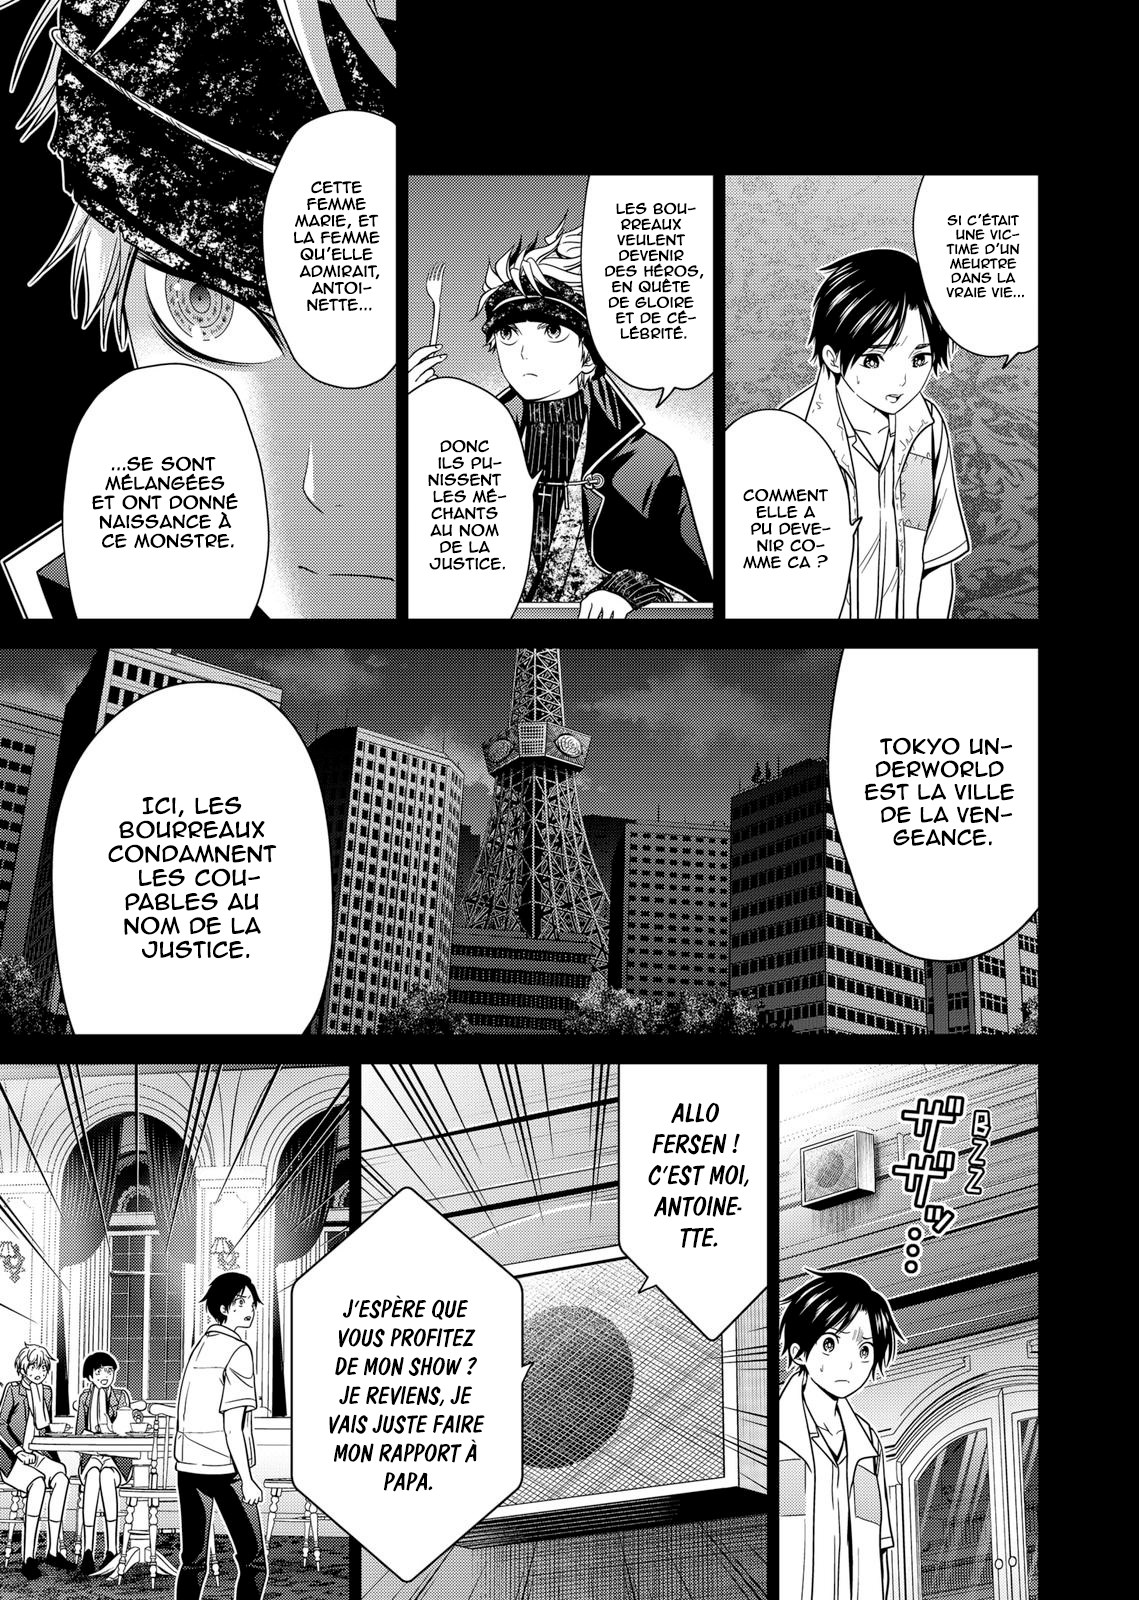 SI C'ÉTAIT
UNE VIC-
TIME D'UN
MEURTRE
DANS LA
VRAIE VIE...
COMMENT
ELLE A
PU DEVE-
NIR CO-
MME ÇA ?
LES BOU-
RREAUX
VEULENT
DEVENIR
DES HÉROS,
EN QUÊTE
DE GLOIRE
ET DE CÉ-
LÉBRITÉ.
DONC
ILS PU-
NISSENT
LES MÉ-
CHANTS
AU NOM
DE LA
JUSTICE.
CETTE
FEMME
MARIE, ET
LA FEMME
QU'ELLE
ADMIRAIT,
ANTOI-
NETTE...
...SE SONT
MÉLANGÉES
ET ONT DONNÉ
NAISSANCE À
CE MONSTRE.
TOKYO UN-
DERWORLD
EST LA VILLE
DE LA VEN-
GEANCE.
ICI, LES
BOURREAUX
CONDAMNENT
LES COU-
PABLES AU
NOM DE LA
JUSTICE.
BZZZ
ザザッ...
ALLO
FERSEN !
C'EST MOI,
ANTOINE-
TTE.
J'ESPÈRE QUE
VOUS PROFITEZ
DE MON SHOW ?
JE REVIENS, JE
VAIS JUSTE FAIRE
MON RAPPORT À
PAPA.